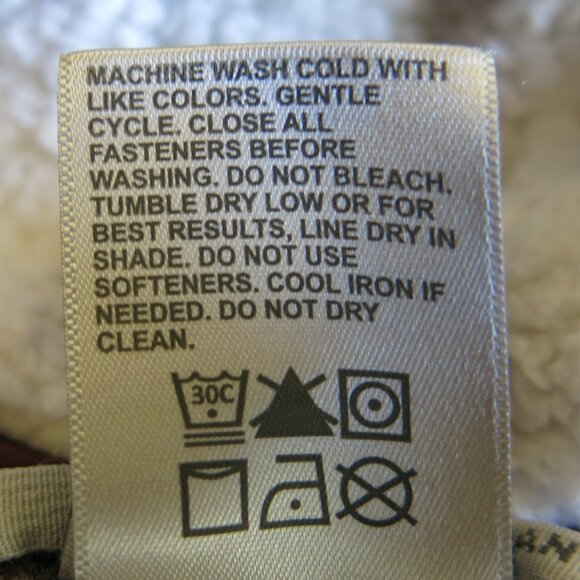 MACHINE WASH COLD WITH
LIKE COLORS. GENTLE
CYCLE. CLOSE ALL
FASTENERS BEFORE
WASHING. DO NOT BLEACH.
TUMBLE DRY LOW OR FOR
BEST RESULTS, LINE DRY IN
SHADE. DO NOT USE
SOFTENERS. COOL IRON IF
NEEDED. DO NOT DRY
CLEAN.
30C